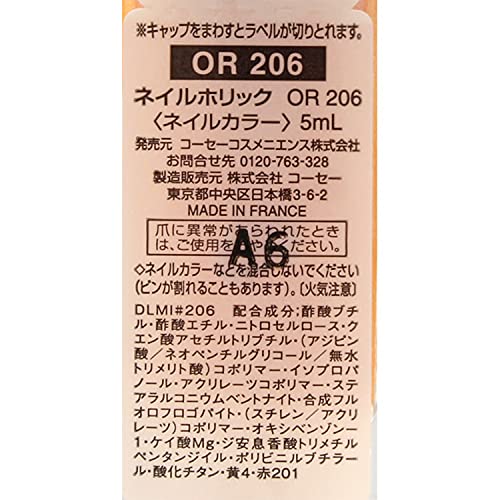 ※キャップをまわすとラベルが切りとれます。
OR 206
ネイルホリック OR 206
〈ネイルカラー〉5mL
発売元 コーセーコスメニエンス株式会社
お問合せ先 0120-763-328
製造販売元 株式会社 コーセー
東京都中央区日本橋3-6-2
MADE IN FRANCE
爪に異常があらわれたとき
は、ご使用をおやめください。
A6
◇ネイルカラーなどを混合しないでください
(ビンが割れることもあります)。〔火気注意〕
DLMI#206 配合成分;酢酸ブチ
ル・酢酸エチル・ニトロセルロース・ク
エン酸アセチルトリブチル・(アジピン
酸/ネオペンチルグリコール/無水
トリメリト酸)コポリマー・イソプロパ
ノール・アクリレーツコポリマー・ステ
アラルコニウムベントナイト・合成フル
オロフロゴパイト・(スチレン/アクリ
レーツ)コポリマー・オキシベンゾン-
1・ケイ酸Mg・ジ安息香酸トリメチル
ペンタンジイル・ポリビニルブチラー
ル・酸化チタン・黄4・赤201